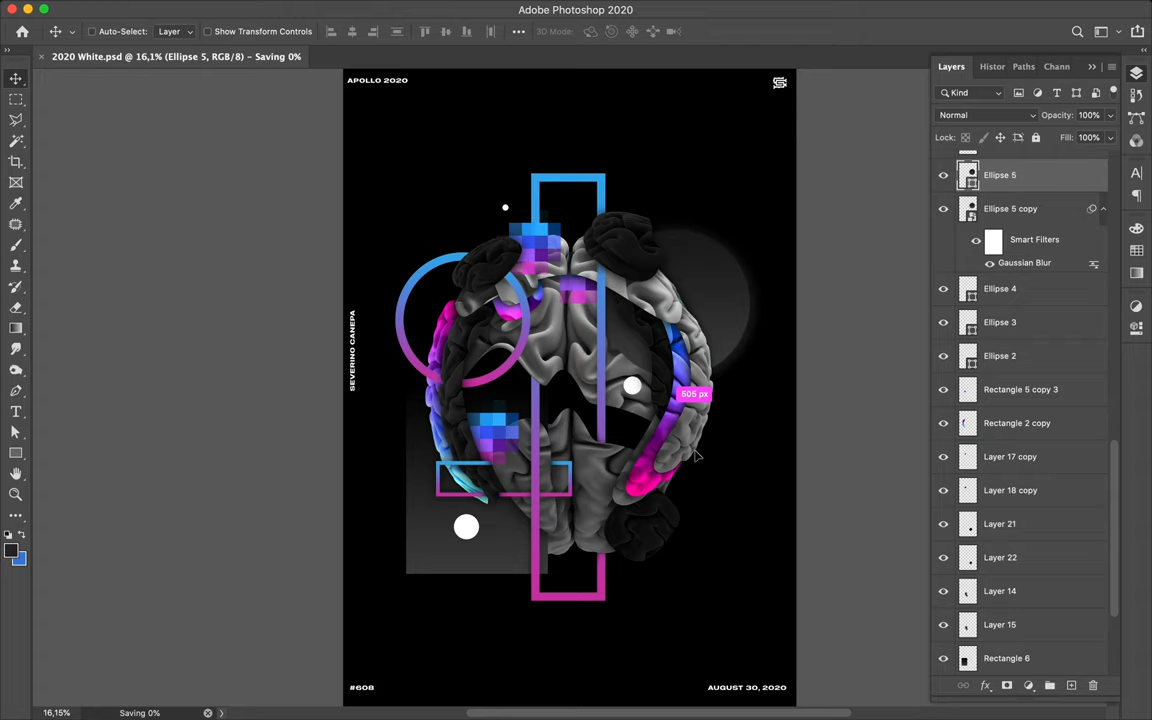 Adobe Photoshop 2020
Auto-Select: Layer Show Transform Controls 3D Mode:
2020 White.psd @ 16,1% (Ellipse 5, RGB/8) - Saving 0%
APOLLO 2020
SEVERINO CANEPA
505 px
#608
AUGUST 30, 2020
Layers Histor Paths Chann
Kind
Normal Opacity: 100%
Lock: Fill: 100%
Ellipse 5
Ellipse 5 copy
Smart Filters
Gaussian Blur
Ellipse 4
Ellipse 3
Ellipse 2
Rectangle 5 copy 3
Rectangle 2 copy
Layer 17 copy
Layer 18 copy
Layer 21
Layer 22
Layer 14
Layer 15
Rectangle 6
16,15% Saving 0%